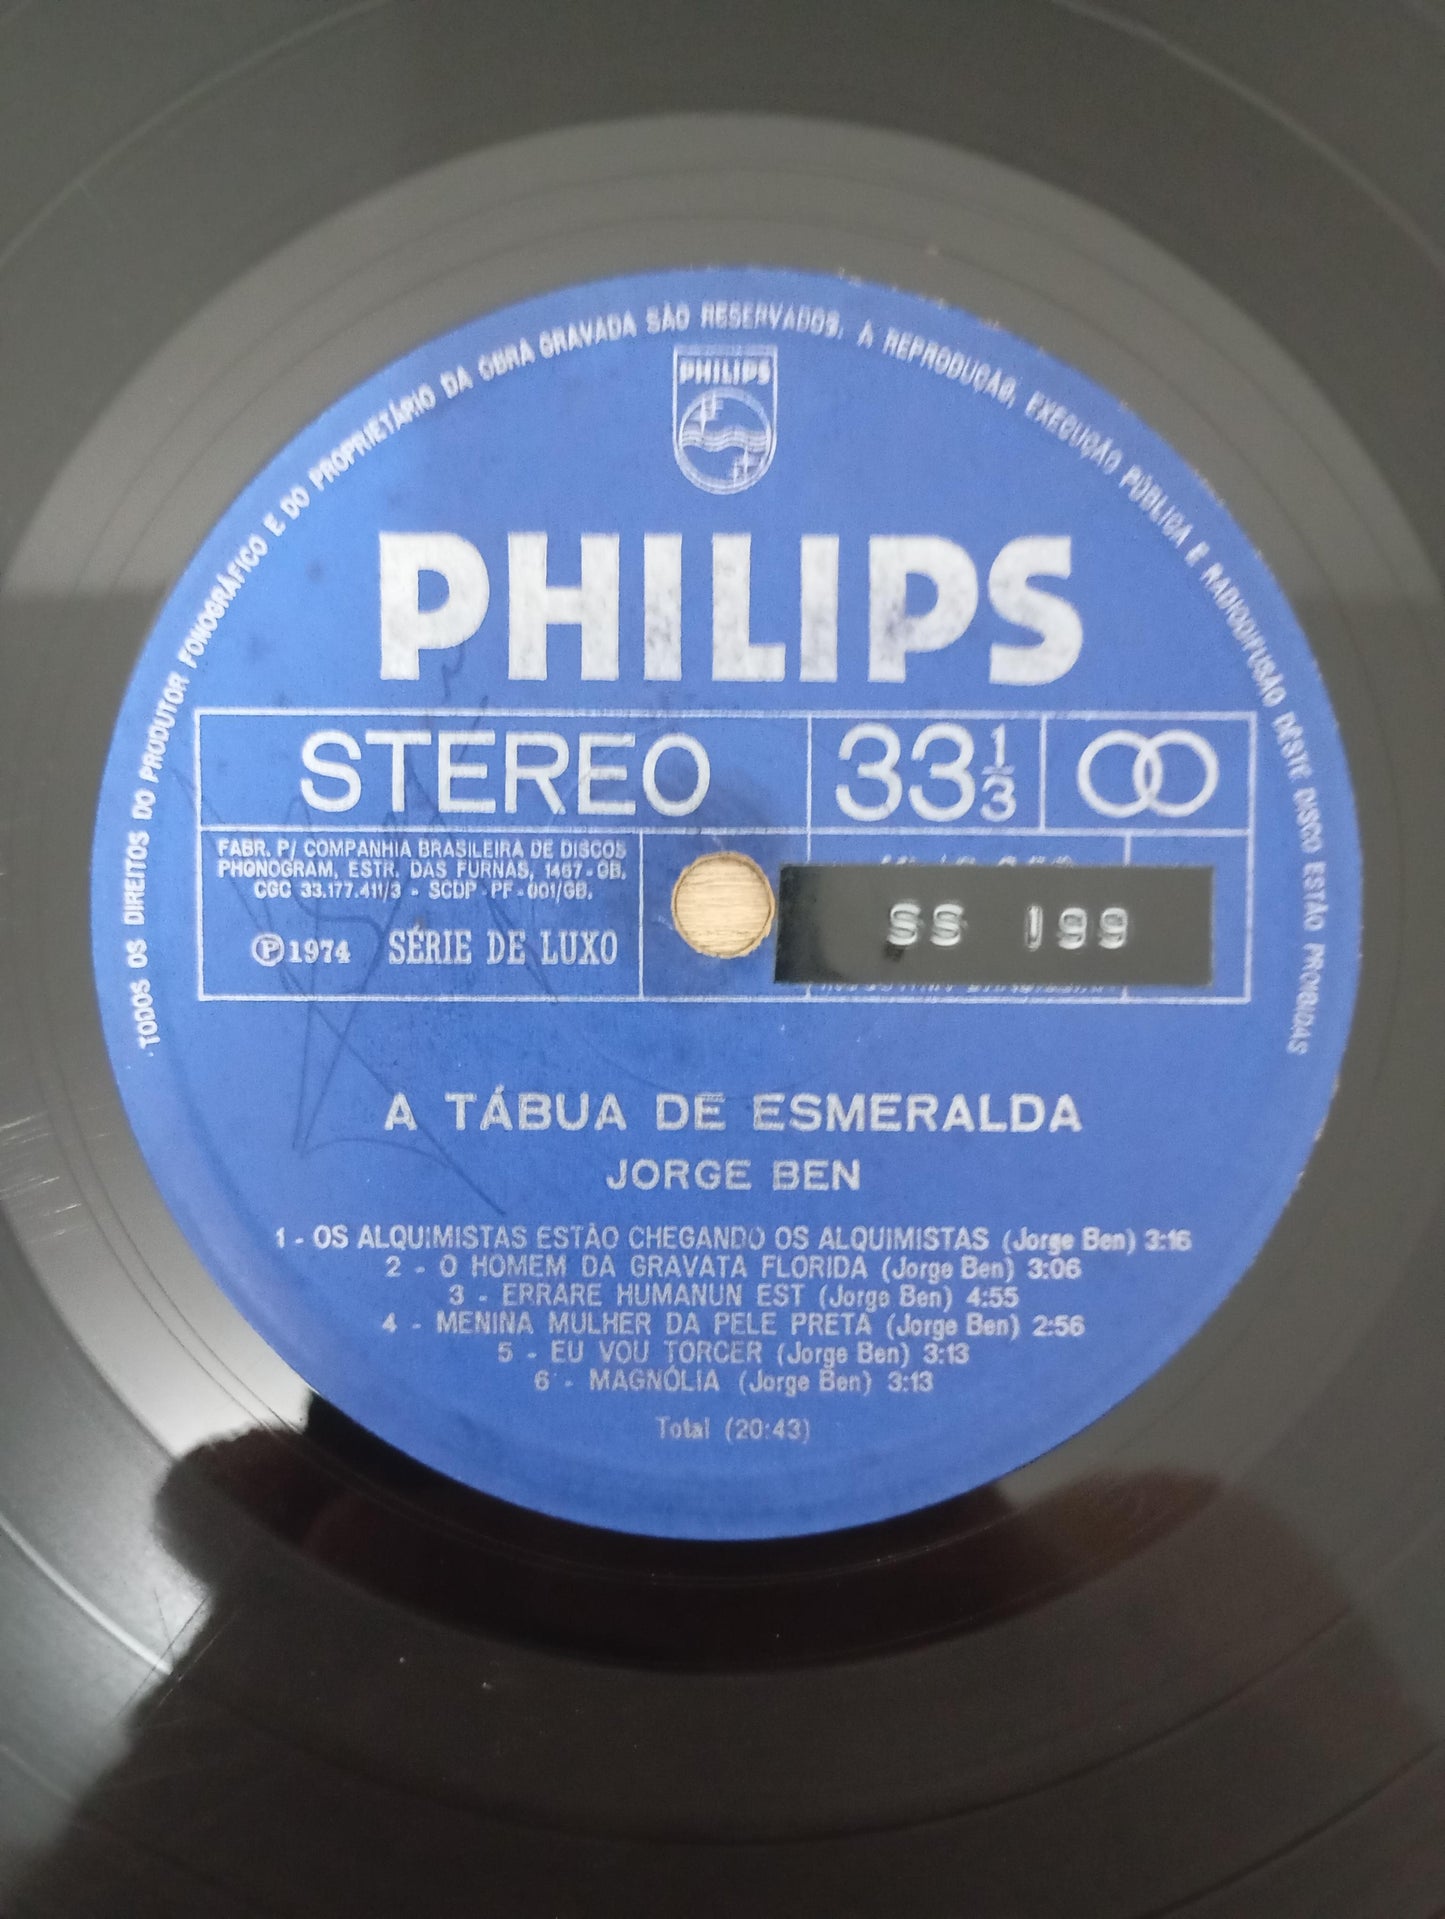 TODOS OS DIREITOS DO PRODUTOR FONOGRÁFICO E DO PROPRIETÁRIO DA OBRA GRAVADA SÃO RESERVADOS. A REPRODUÇÃO, EXECUÇÃO PÚBLICA E RADIODIFUSÃO DESTE DISCO ESTÃO PROIBIDAS
PHILIPS
PHILIPS
STEREO 33 1/3
FABR. P/ COMPANHIA BRASILEIRA DE DISCOS
PHONOGRAM, ESTR. DAS FURNAS, 1467-GB.
CGC 33.177.411/3 - SCDP-PF-001/GB.
Ⓟ 1974 SÉRIE DE LUXO
SS 199
A TÁBUA DE ESMERALDA
JORGE BEN
1 - OS ALQUIMISTAS ESTÃO CHEGANDO OS ALQUIMISTAS (Jorge Ben) 3:16
2 - O HOMEM DA GRAVATA FLORIDA (Jorge Ben) 3:06
3 - ERRARE HUMANUN EST (Jorge Ben) 4:55
4 - MENINA MULHER DA PELE PRETA (Jorge Ben) 2:56
5 - EU VOU TORCER (Jorge Ben) 3:13
6 - MAGNÓLIA (Jorge Ben) 3:13
Total (20:43)